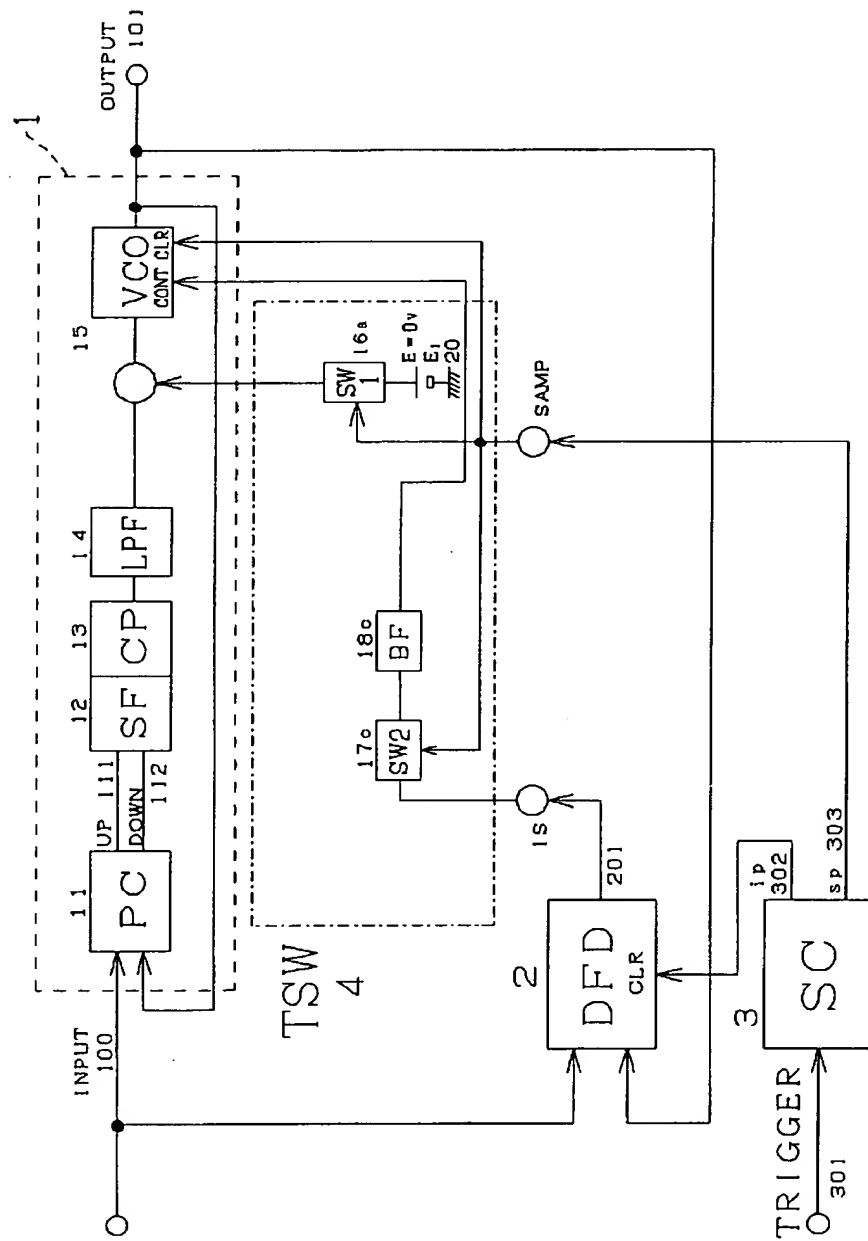 1
OUTPUT
101
15
VCO
CONT CLR
14
LPF
13
CP
12
SF
UP 111
DOWN
112
11
PC
INPUT
100
SW
1
16a
E=0v
E1
20
SAMP
18c
BF
17c
SW2
IS
TSW
4
201
2
DFD
CLR
ip
302
sp 303
3
SC
TRIGGER
301